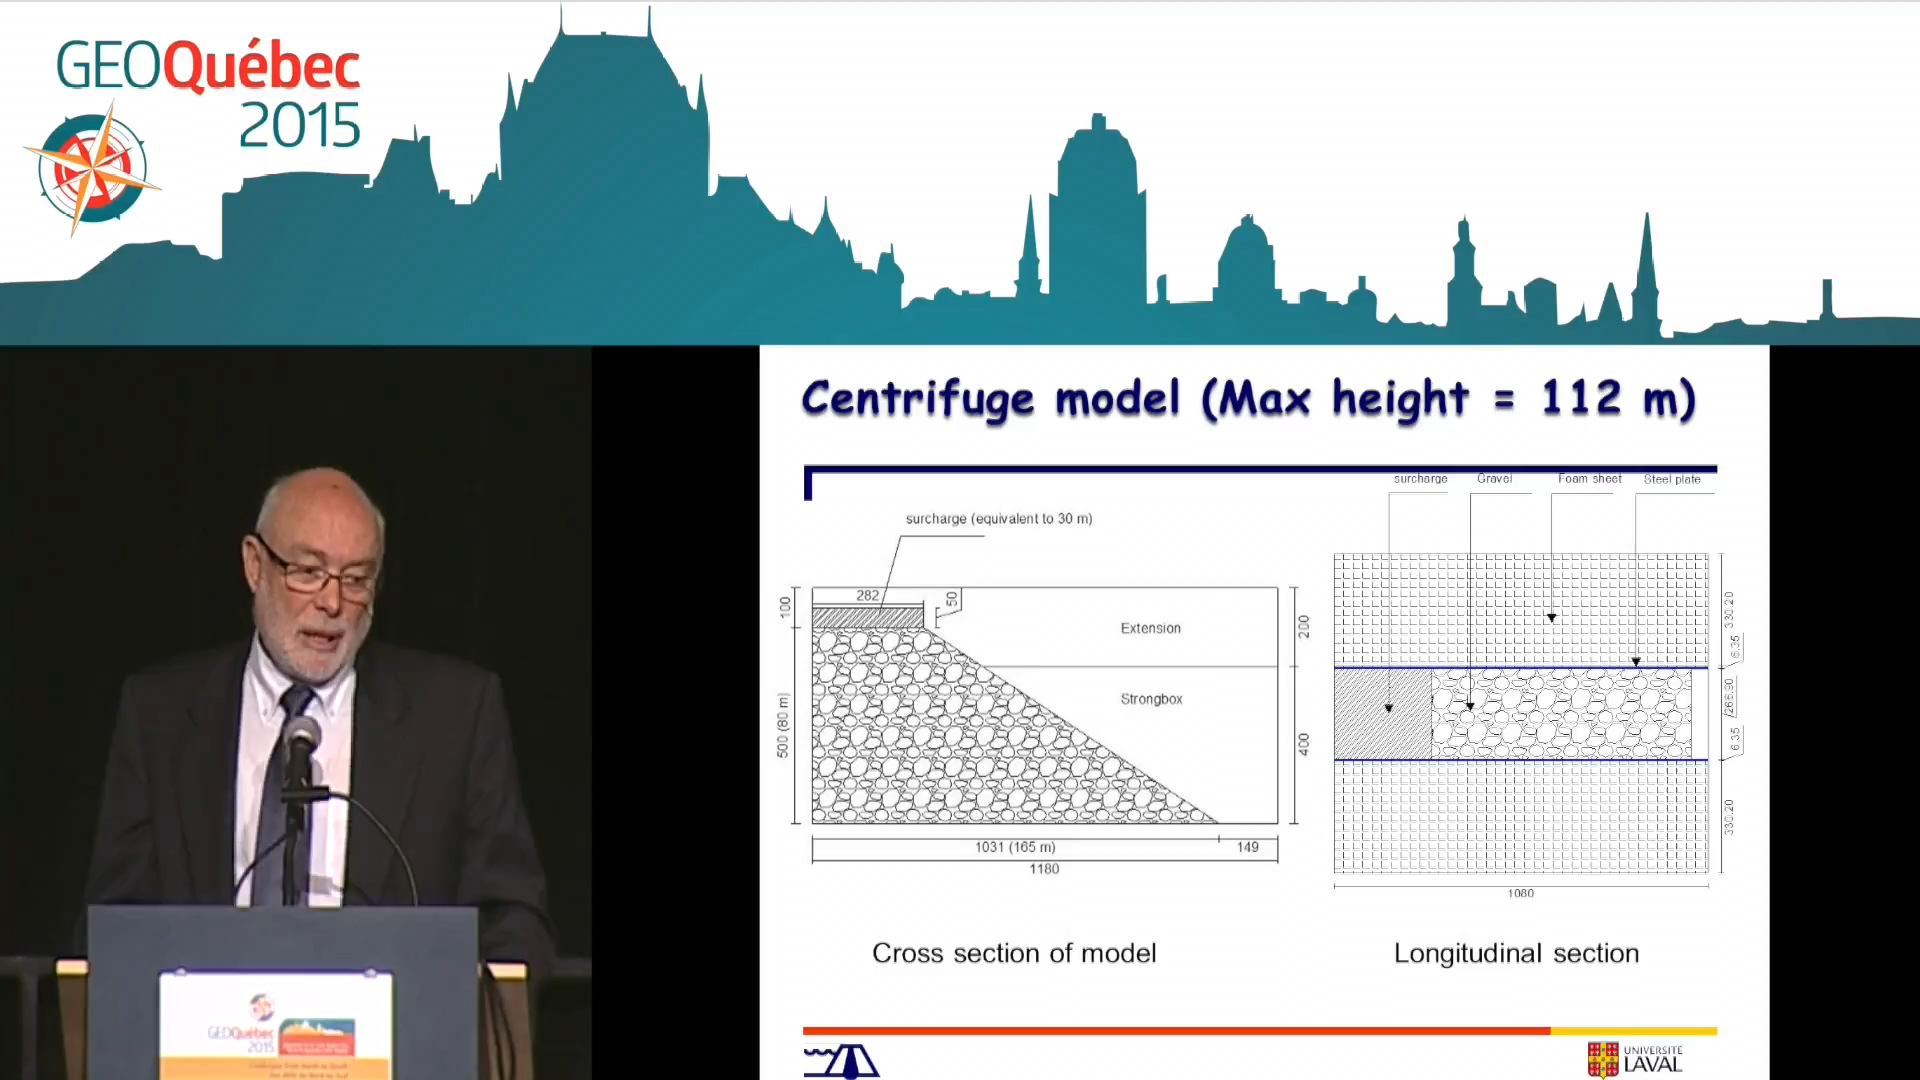 GEOQuébec
2015
Centrifuge model (Max height = 112 m)
surcharge Gravel Foam sheet Steel plate
surcharge (equivalent to 30 m)
100
282
50
Extension
200
Strongbox
500 (80 m)
400
1031 (165 m)
149
1180
330.20
6.35
266.90
6.35
330.20
1080
Cross section of model
Longitudinal section
UNIVERSITÉ
LAVAL
GEOQuébec
2015